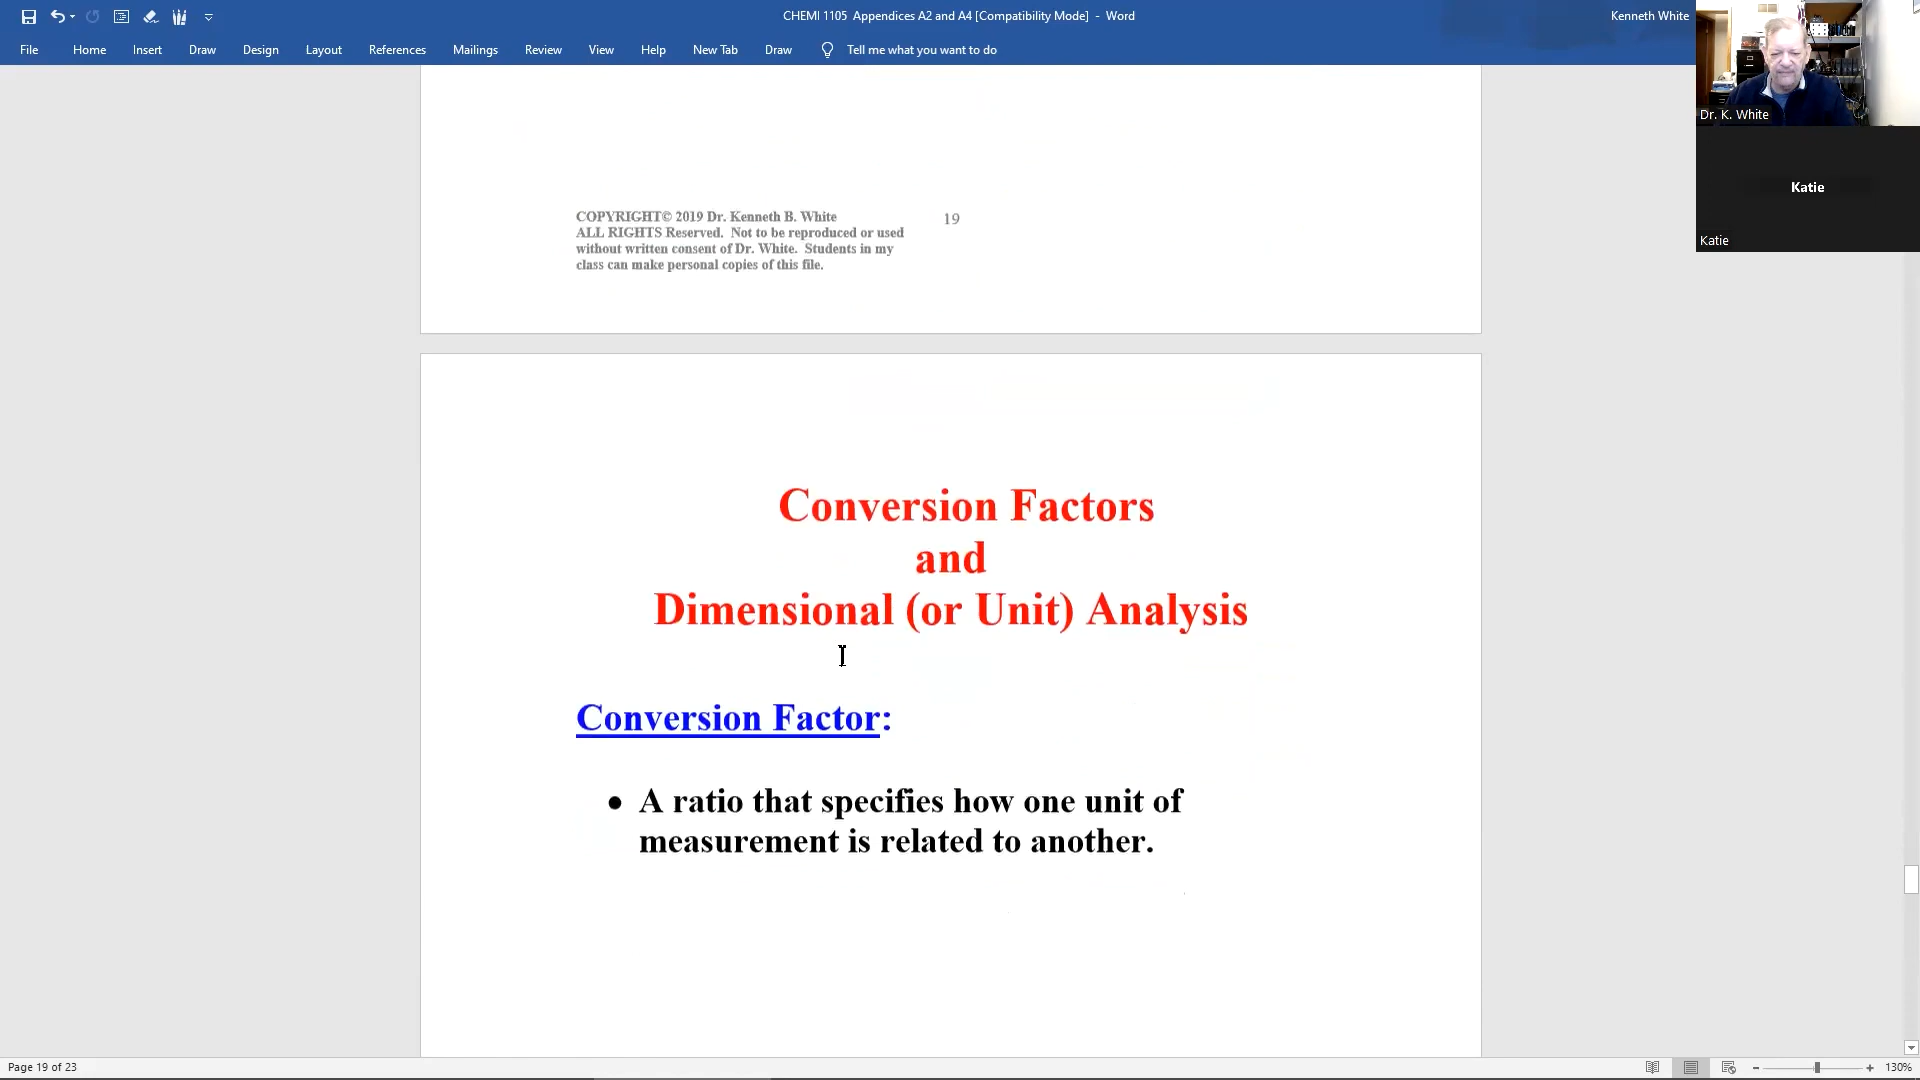 CHEMI 1105 Appendices A2 and A4 [Compatibility Mode] - Word
Kenneth White
File Home Insert Draw Design Layout References Mailings Review View Help New Tab Draw Tell me what you want to do
Dr. K. White
Katie
Katie
COPYRIGHT© 2019 Dr. Kenneth B. White
19
ALL RIGHTS Reserved. Not to be reproduced or used
without written consent of Dr. White. Students in my
class can make personal copies of this file.
Conversion Factors
and
Dimensional (or Unit) Analysis
Conversion Factor:
• A ratio that specifies how one unit of
measurement is related to another.
Page 19 of 23
130%